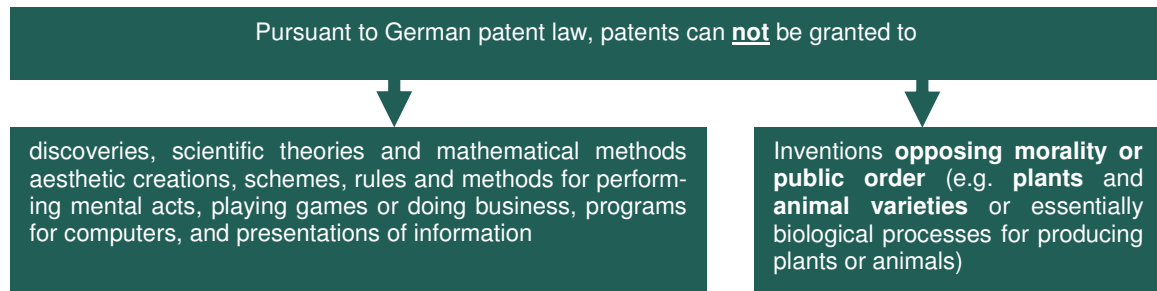 Pursuant to German patent law, patents can not be granted to
discoveries, scientific theories and mathematical methods
aesthetic creations, schemes, rules and methods for perform-
ing mental acts, playing games or doing business, programs
for computers, and presentations of information
Inventions opposing morality or
public order (e.g. plants and
animal varieties or essentially
biological processes for producing
plants or animals)